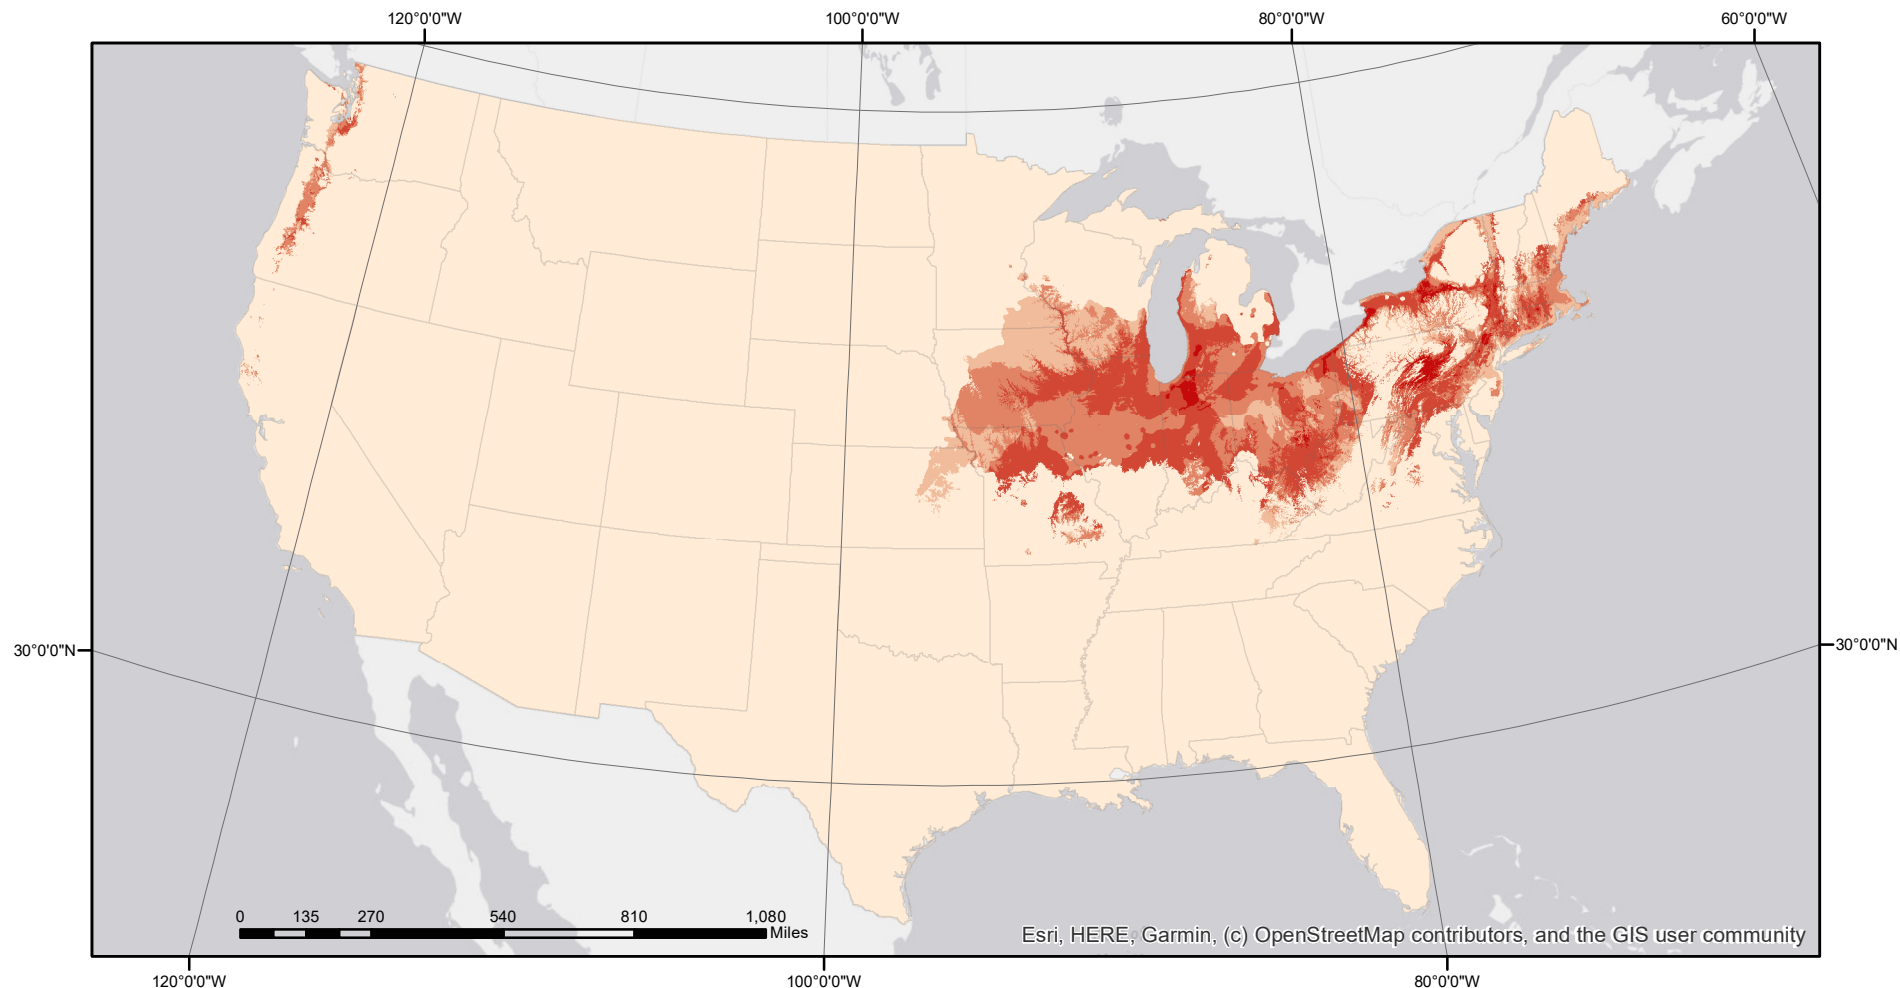 120°0'0"W 100°0'0"W 80°0'0"W 60°0'0"W
30°0'0"N 30°0'0"N
0 135 270 540 810 1,080
Miles
Esri, HERE, Garmin, (c) OpenStreetMap contributors, and the GIS user community
120°0'0"W 100°0'0"W 80°0'0"W